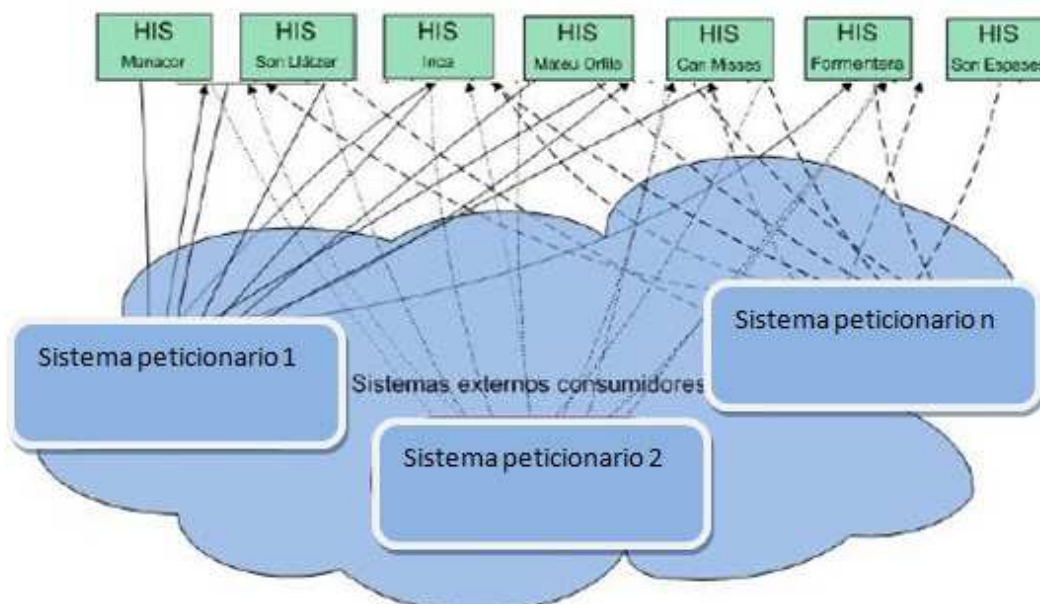 HIS
Manacor
HIS
Son Llàtzer
HIS
Inca
HIS
Mateu Orfila
HIS
Can Misses
HIS
Formentera
HIS
Son Espases
Sistema peticionario 1
Sistema peticionario n
Sistemas externos consumidores
Sistema peticionario 2